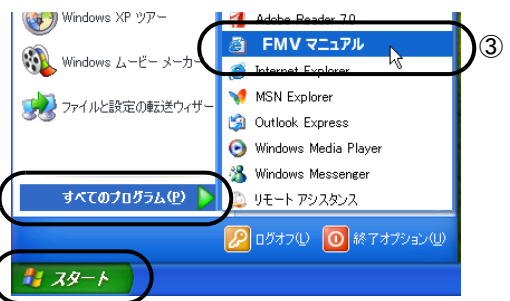 Windows XP ツアー
Windows ムービー メーカー
ファイルと設定の転送ウィザー
すべてのプログラム(P)
スタート
Adobe Reader 7.0
FMV マニュアル
③
Internet Explorer
MSN Explorer
Outlook Express
Windows Media Player
Windows Messenger
リモート アシスタンス
ログオフ(L)
終了オプション(U)